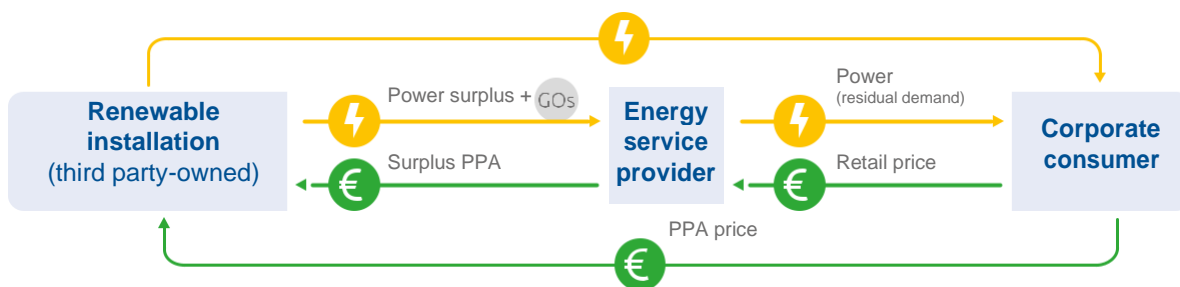 Renewable
installation
(third party-owned)
Power surplus + GOs
Surplus PPA
€
Energy
service
provider
Power
(residual demand)
Retail price
€
Corporate
consumer
PPA price
€